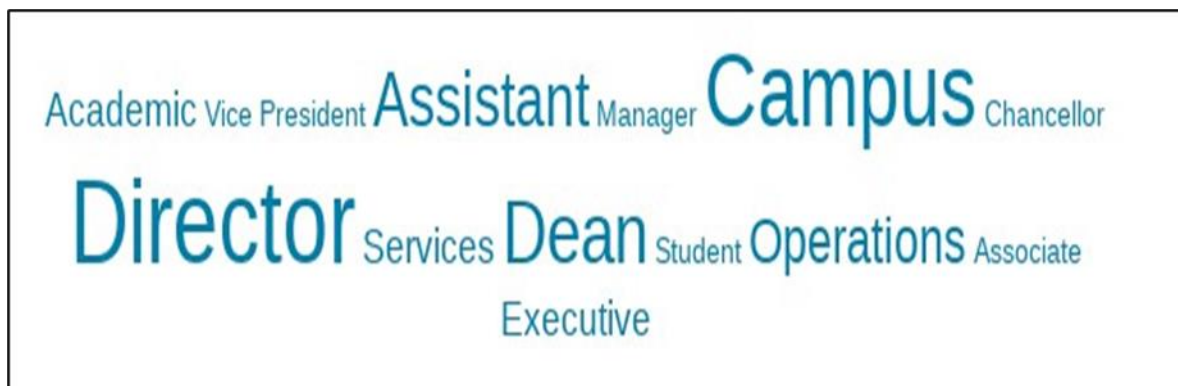 Academic Vice President Assistant Manager Campus Chancellor
Director Services Dean Student Operations Associate
Executive